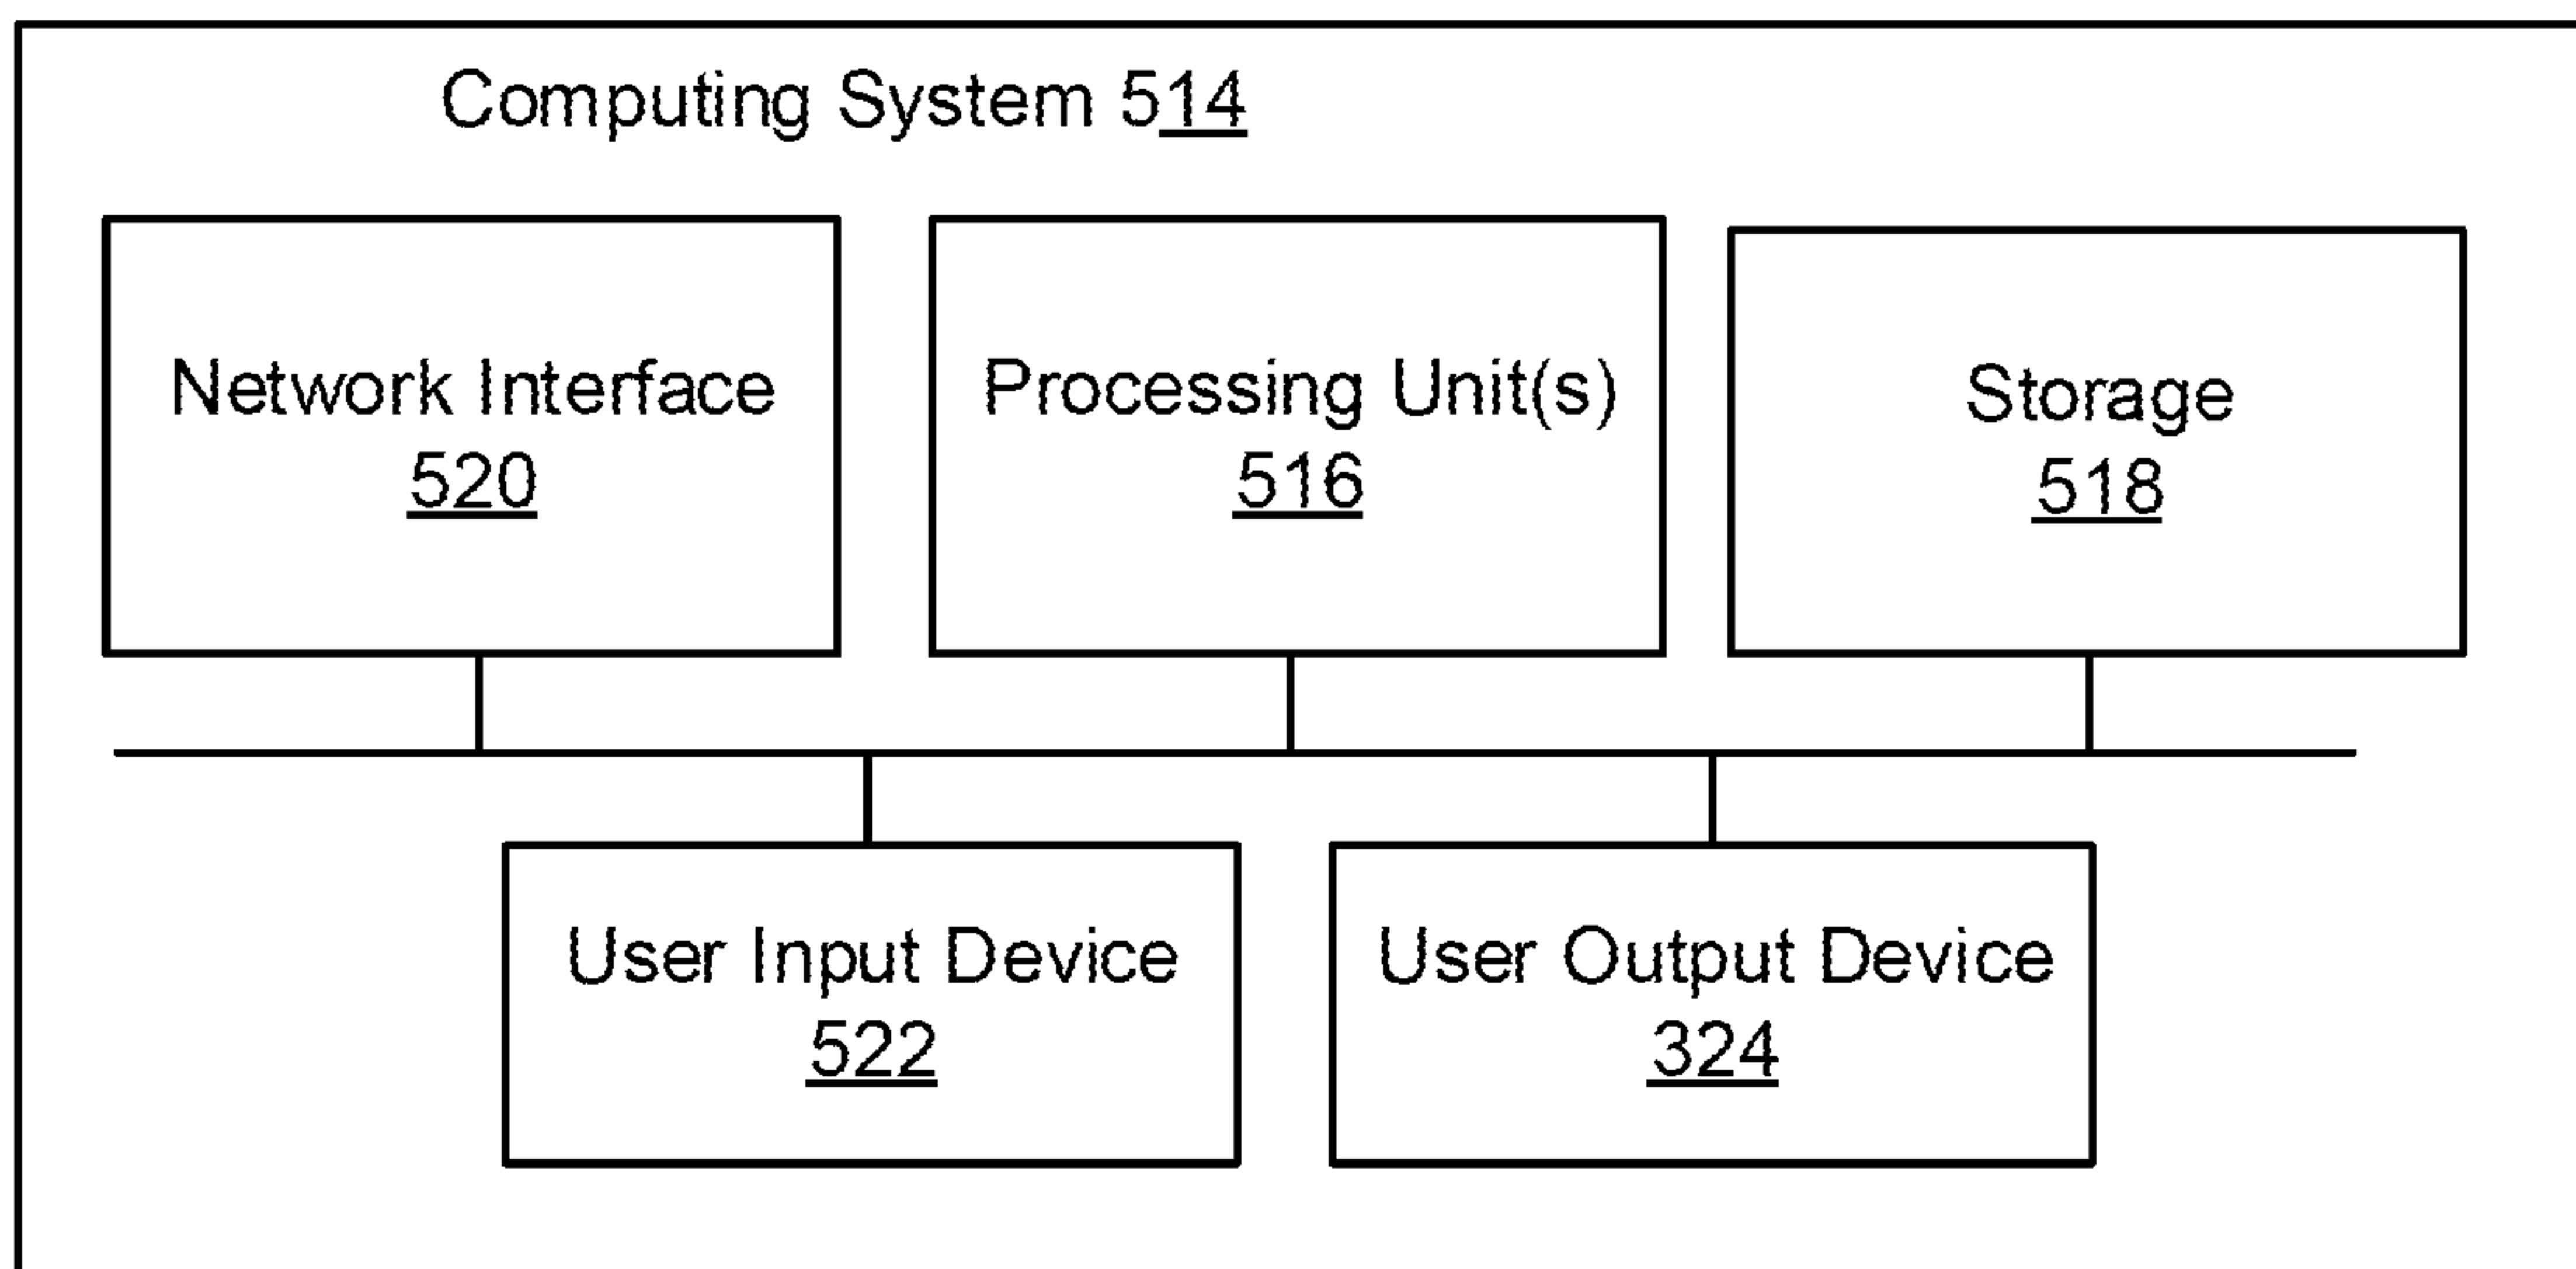 Computing System 514
Network Interface
520
Processing Unit(s)
516
Storage
518
User Input Device
522
User Output Device
324